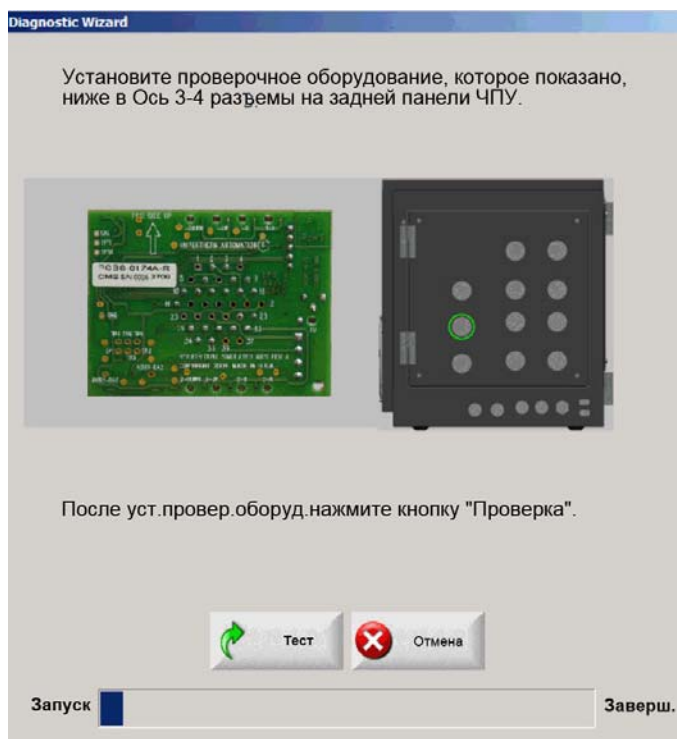 Diagnostic Wizard
Установите проверочное оборудование, которое показано,
ниже в Ось 3-4 разъемы на задней панели ЧПУ.
После уст.провер.оборуд.нажмите кнопку "Проверка".
Тест
Отмена
Запуск
Заверш.